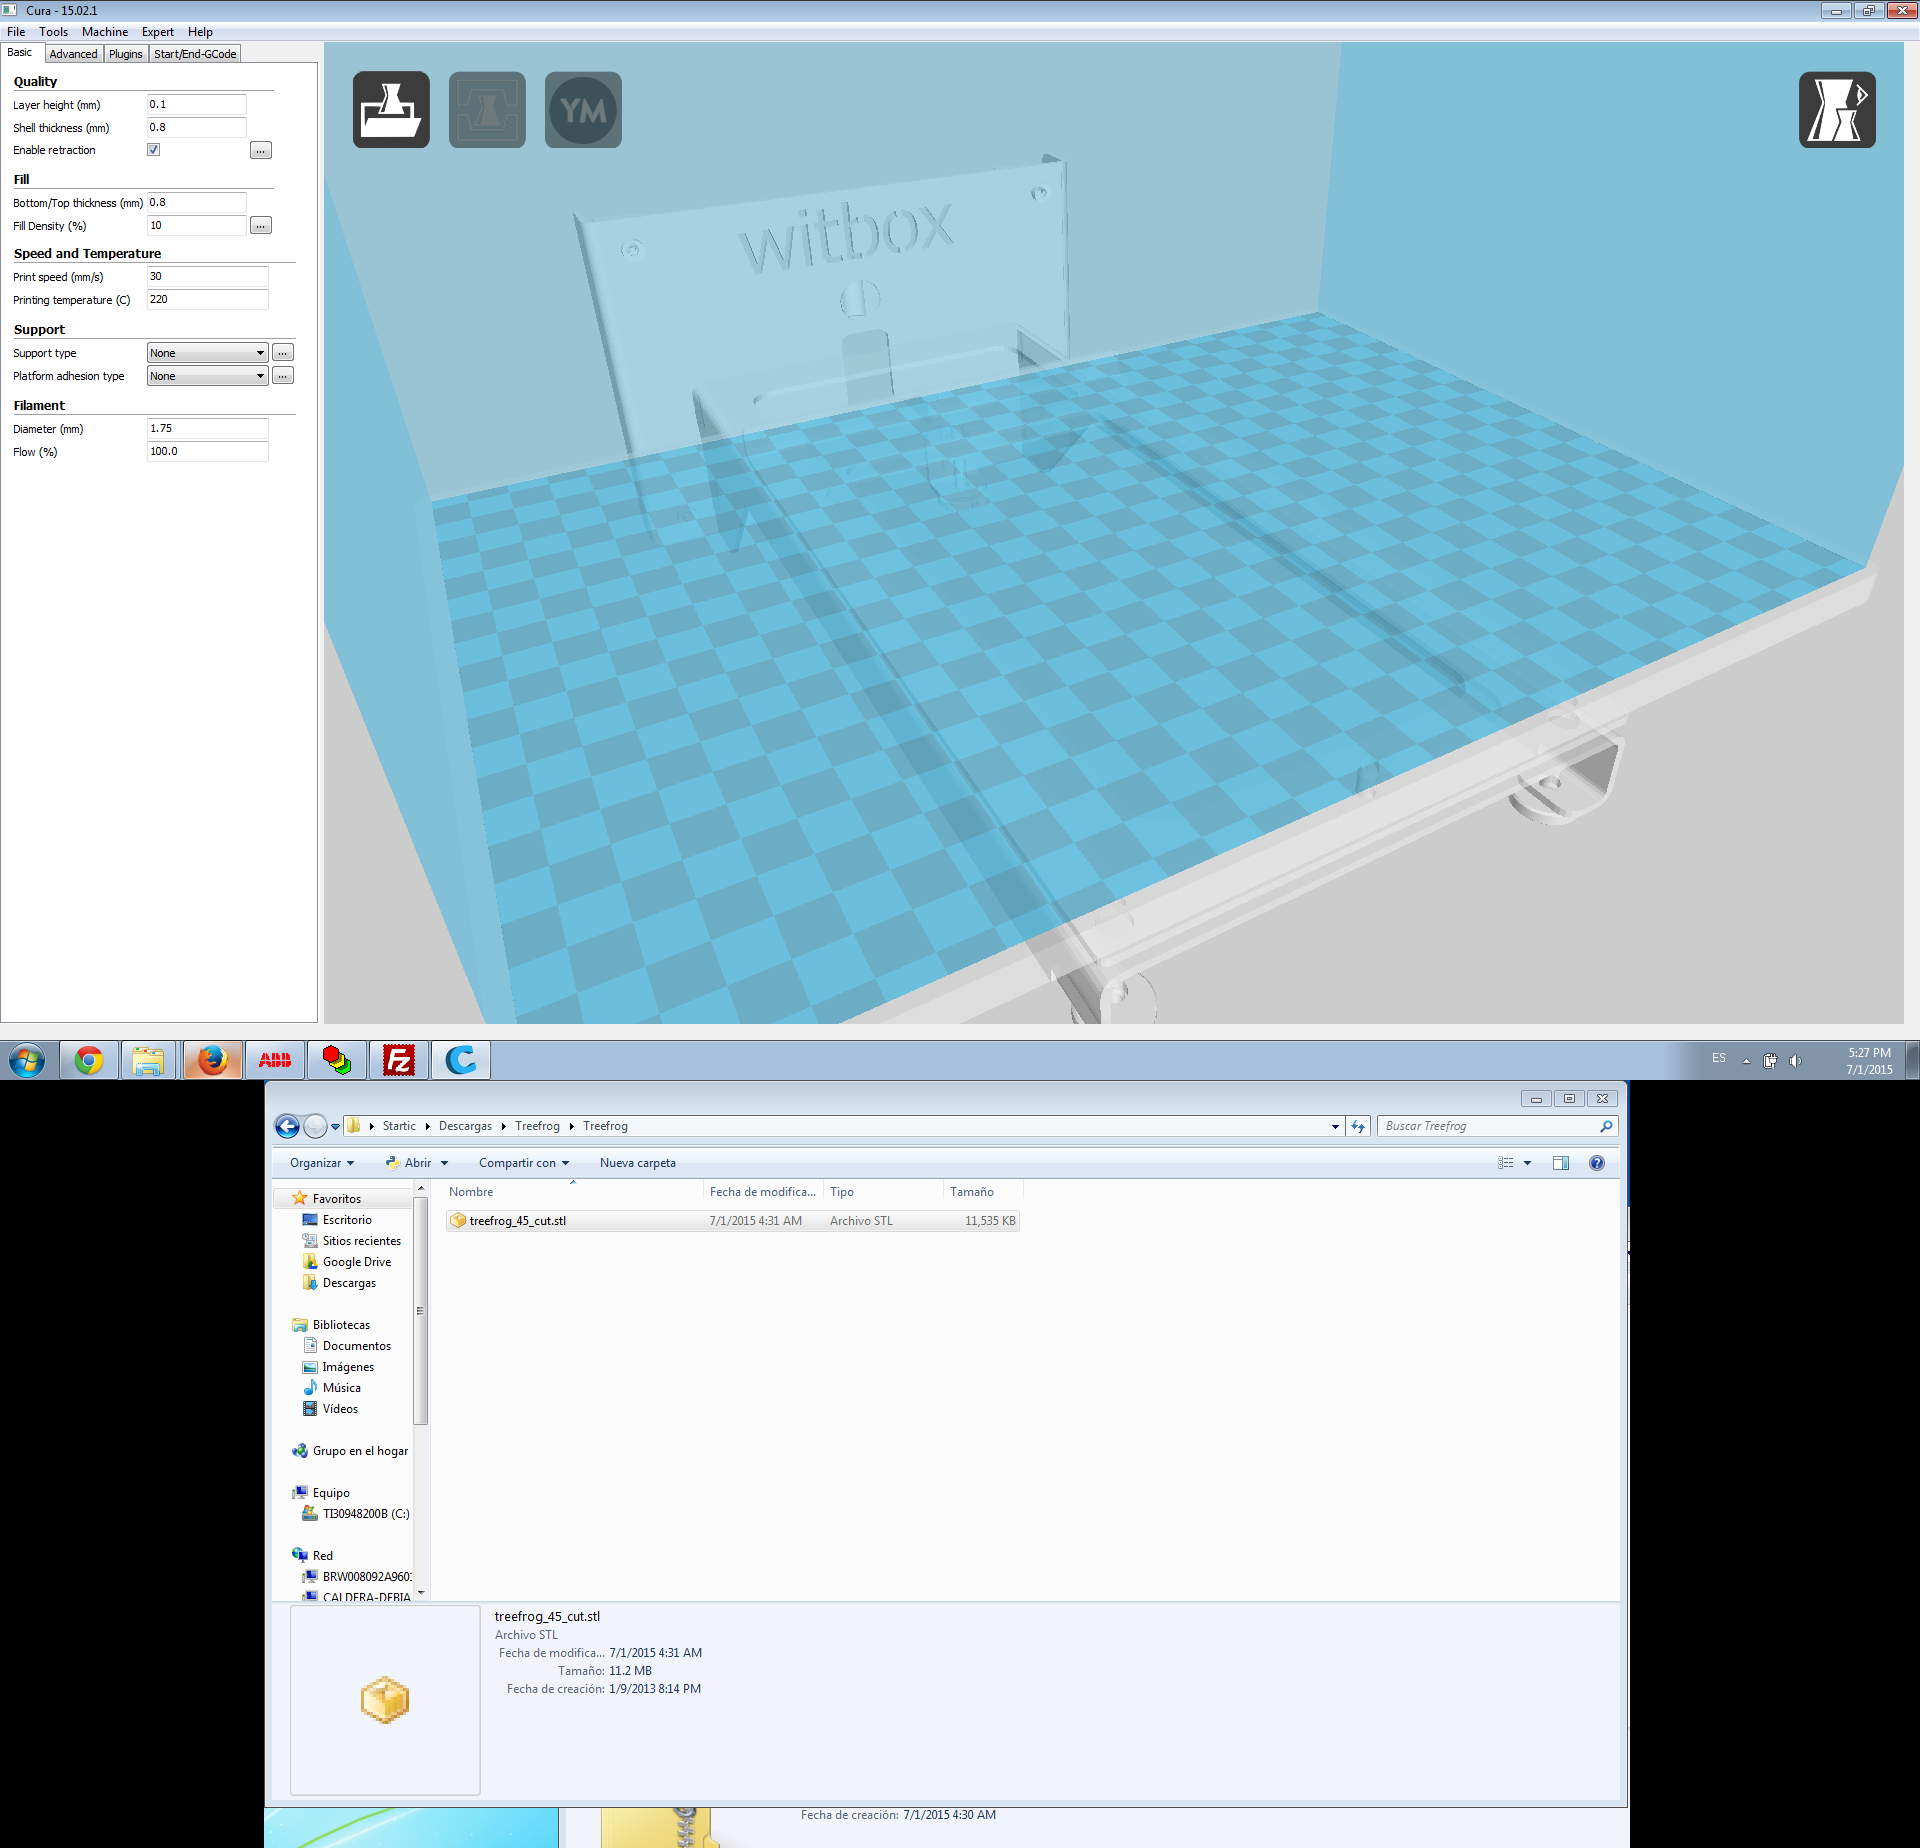 Cura - 15.02.1
File Tools Machine Expert Help
Basic Advanced Plugins Start/End-GCode
Quality
Layer height (mm) 0.1
Shell thickness (mm) 0.8
Enable retraction ...
Fill
Bottom/Top thickness (mm) 0.8
Fill Density (%) 10 ...
Speed and Temperature
Print speed (mm/s) 30
Printing temperature (C) 220
Support
Support type None ...
Platform adhesion type None ...
Filament
Diameter (mm) 1.75
Flow (%) 100.0
YM
witbox
ABB
Fz
C
ES
5:27 PM
7/1/2015
Startic Descargas Treefrog Treefrog
Buscar Treefrog
Organizar Abrir Compartir con Nueva carpeta
Nombre Fecha de modifica... Tipo Tamaño
treefrog_45_cut.stl 7/1/2015 4:31 AM Archivo STL 11,535 KB
Favoritos
Escritorio
Sitios recientes
Google Drive
Descargas
Bibliotecas
Documentos
Imágenes
Música
Vídeos
Grupo en el hogar
Equipo
TI30948200B (C:)
Red
BRW008092A960
CALDERA-DEBIA
treefrog_45_cut.stl
Archivo STL
Fecha de modifica... 7/1/2015 4:31 AM
Tamaño: 11.2 MB
Fecha de creación: 1/9/2013 8:14 PM
Fecha de creación: 7/1/2015 4:30 AM